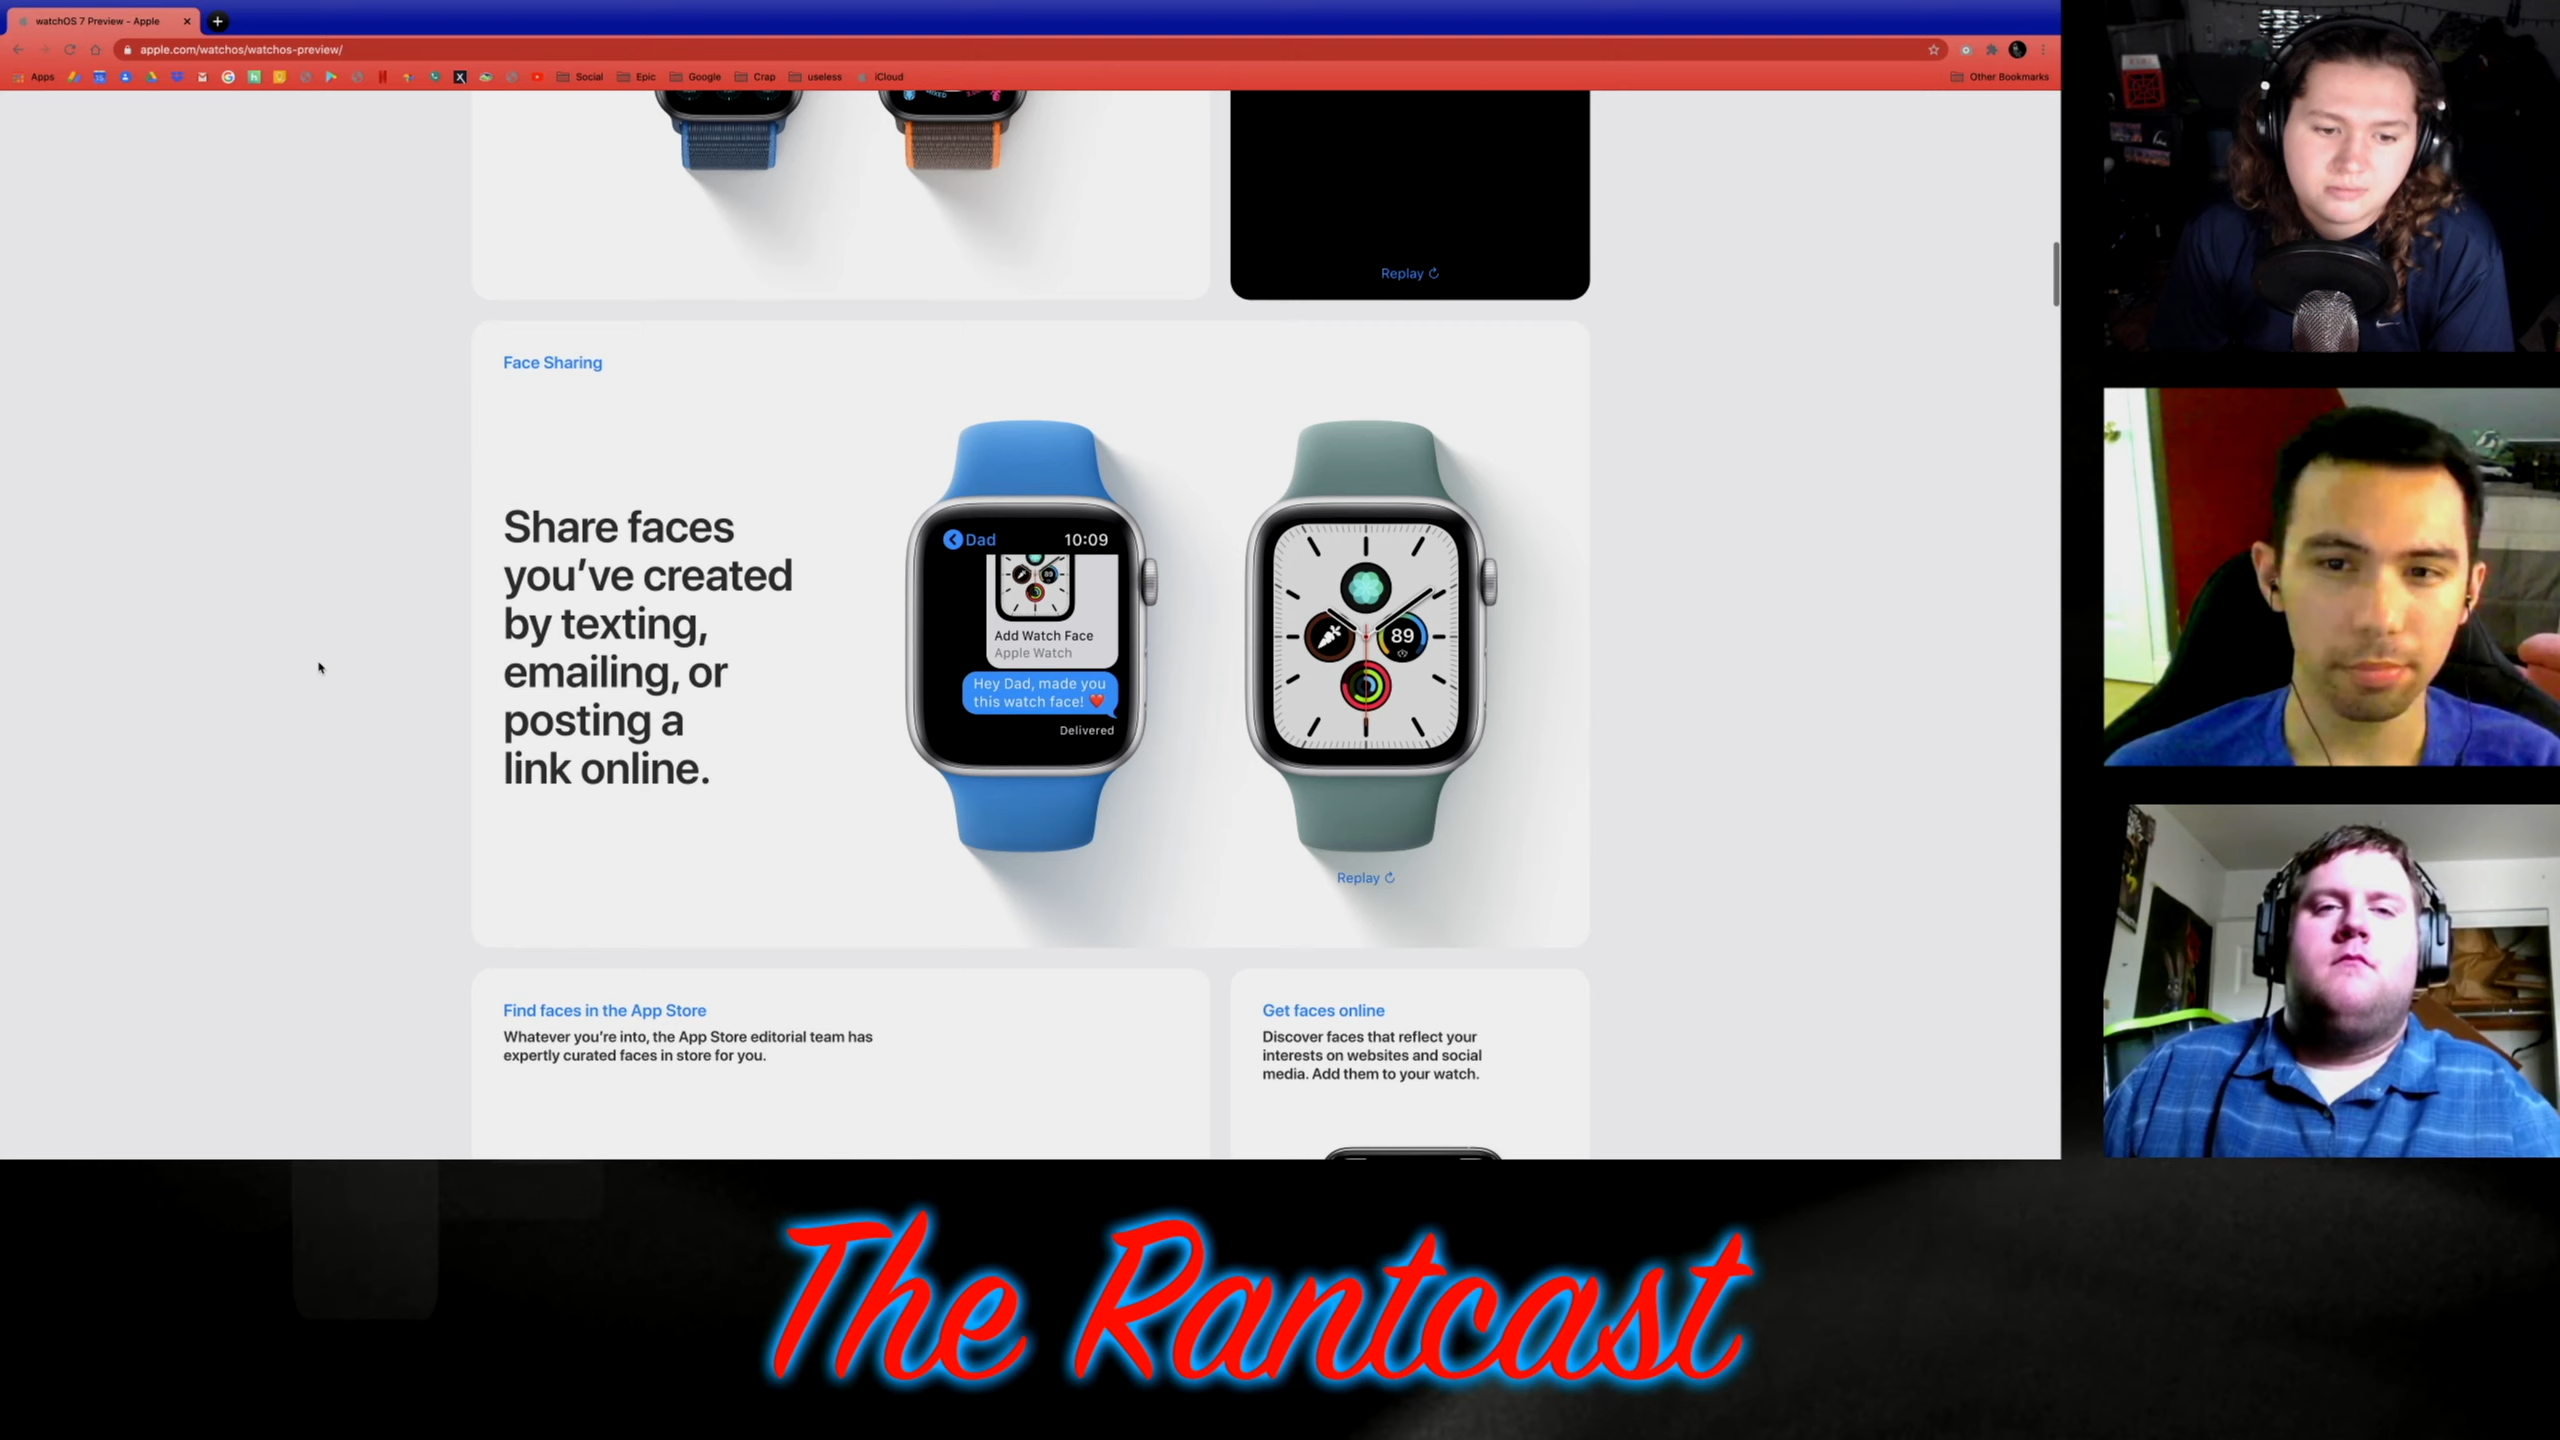 watchOS 7 Preview - Apple
apple.com/watchos/watchos-preview/
Apps Social Epic Google Crap useless iCloud Other Bookmarks
MIXED
Replay
Face Sharing
Share faces
you’ve created
by texting,
emailing, or
posting a
link online.
Dad 10:09
Add Watch Face
Apple Watch
Hey Dad, made you
this watch face! ❤️
Delivered
89
Replay
Find faces in the App Store
Whatever you’re into, the App Store editorial team has
expertly curated faces in store for you.
Get faces online
Discover faces that reflect your
interests on websites and social
media. Add them to your watch.
The Rantcast